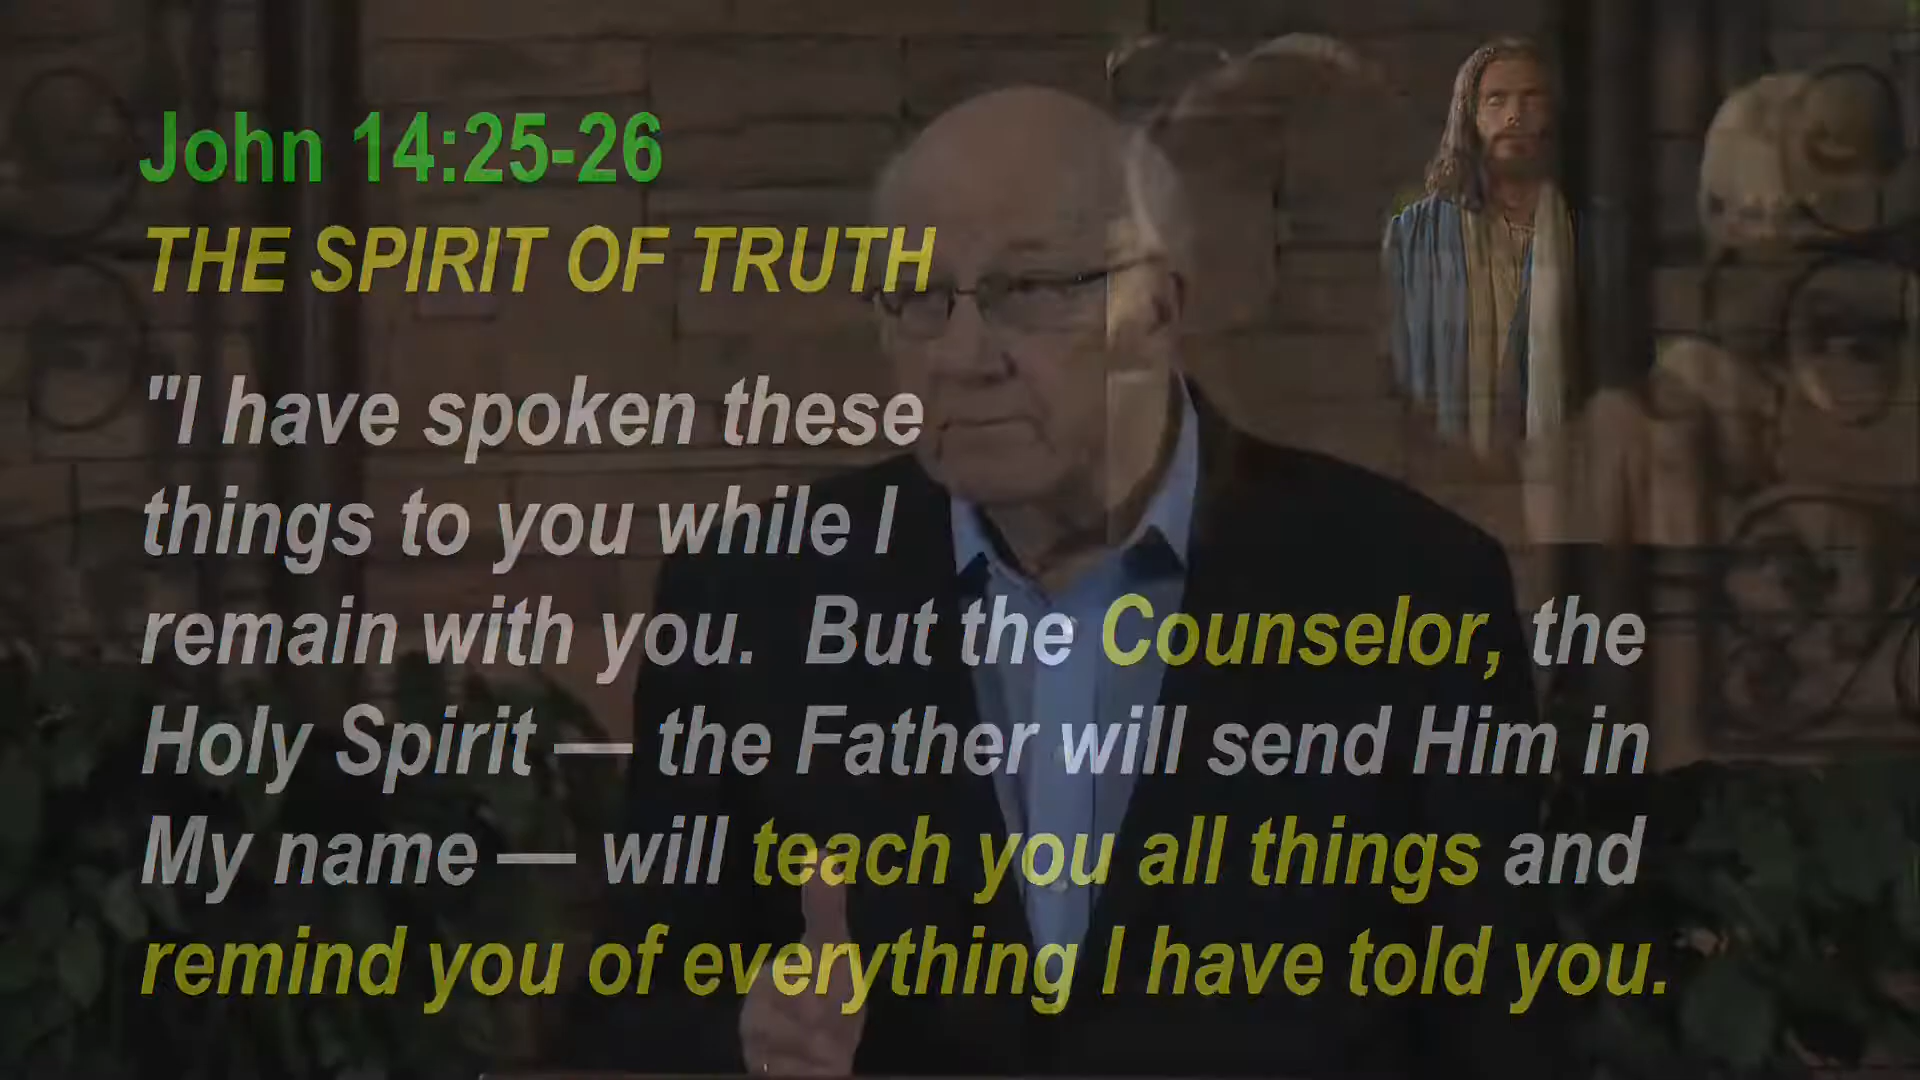 John 14:25-26
THE SPIRIT OF TRUTH
"I have spoken these
things to you while I
remain with you.  But the Counselor, the
Holy Spirit — the Father will send Him in
My name — will teach you all things and
remind you of everything I have told you.